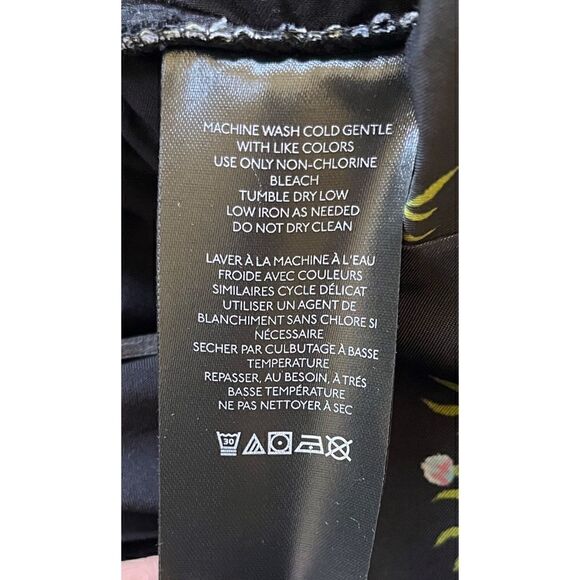 MACHINE WASH COLD GENTLE
WITH LIKE COLORS
USE ONLY NON-CHLORINE
BLEACH
TUMBLE DRY LOW
LOW IRON AS NEEDED
DO NOT DRY CLEAN
LAVER À LA MACHINE À L'EAU
FROIDE AVEC COULEURS
SIMILAIRES CYCLE DÉLICAT
UTILISER UN AGENT DE
BLANCHIMENT SANS CHLORE SI
NÉCESSAIRE
SECHER PAR CULBUTAGE À BASSE
TEMPERATURE
REPASSER, AU BESOIN, À TRÉS
BASSE TEMPÉRATURE
NE PAS NETTOYER À SEC
30